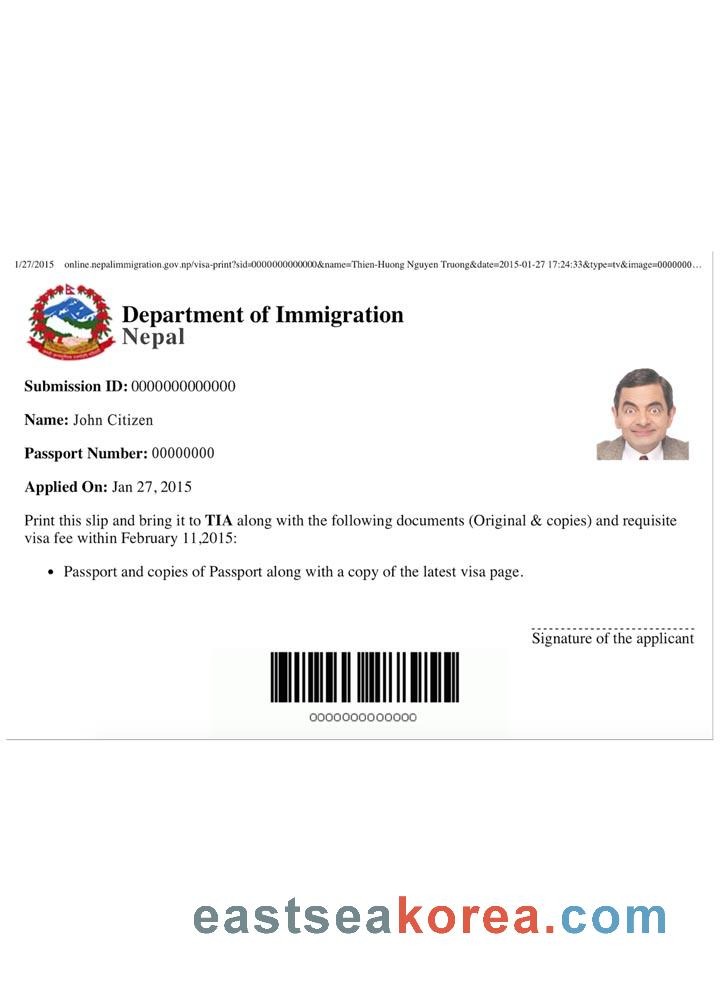 1/27/2015 online.nepalimmigration.gov.np/visa-print?sid=0000000000000&name=Thien-Huong Nguyen Truong&date=2015-01-27 17:24:33&type=tv&image=0000000…
Department of Immigration
Nepal
Submission ID: 0000000000000
Name: John Citizen
Passport Number: 00000000
Applied On: Jan 27, 2015
Print this slip and bring it to TIA along with the following documents (Original & copies) and requisite
visa fee within February 11,2015:
• Passport and copies of Passport along with a copy of the latest visa page.
Signature of the applicant
0000000000000
eastseakorea.com